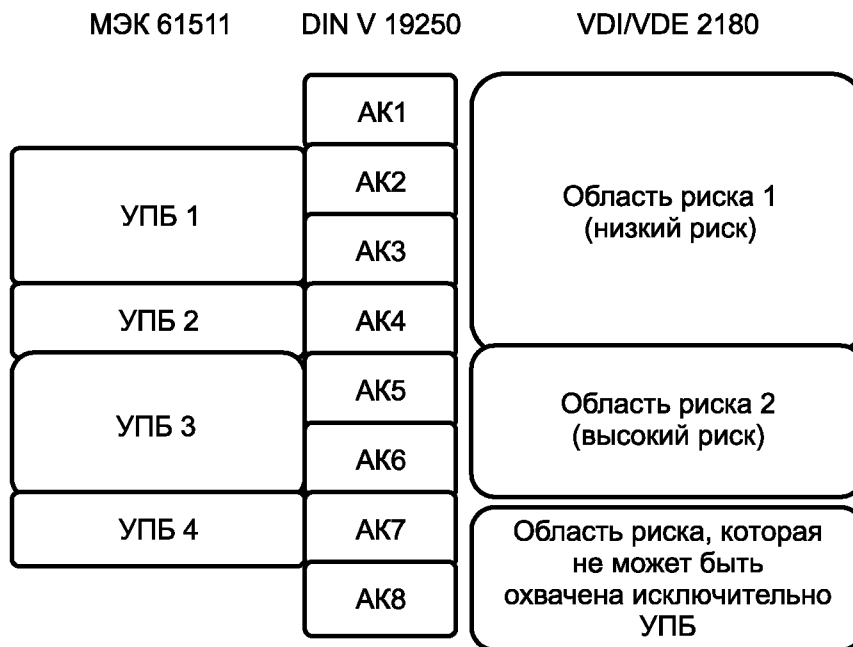 МЭК 61511
DIN V 19250
VDI/VDE 2180
АК1
АК2
АК3
АК4
АК5
АК6
АК7
АК8
УПБ 1
УПБ 2
УПБ 3
УПБ 4
Область риска 1
(низкий риск)
Область риска 2
(высокий риск)
Область риска, которая
не может быть
охвачена исключительно
УПБ